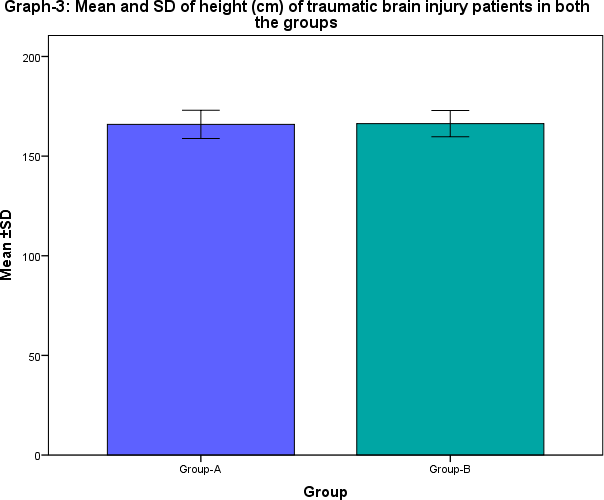 Graph-3: Mean and SD of height (cm) of traumatic brain injury patients in both
the groups
Mean ±SD
200
150
100
50
0
Group-A
Group-B
Group